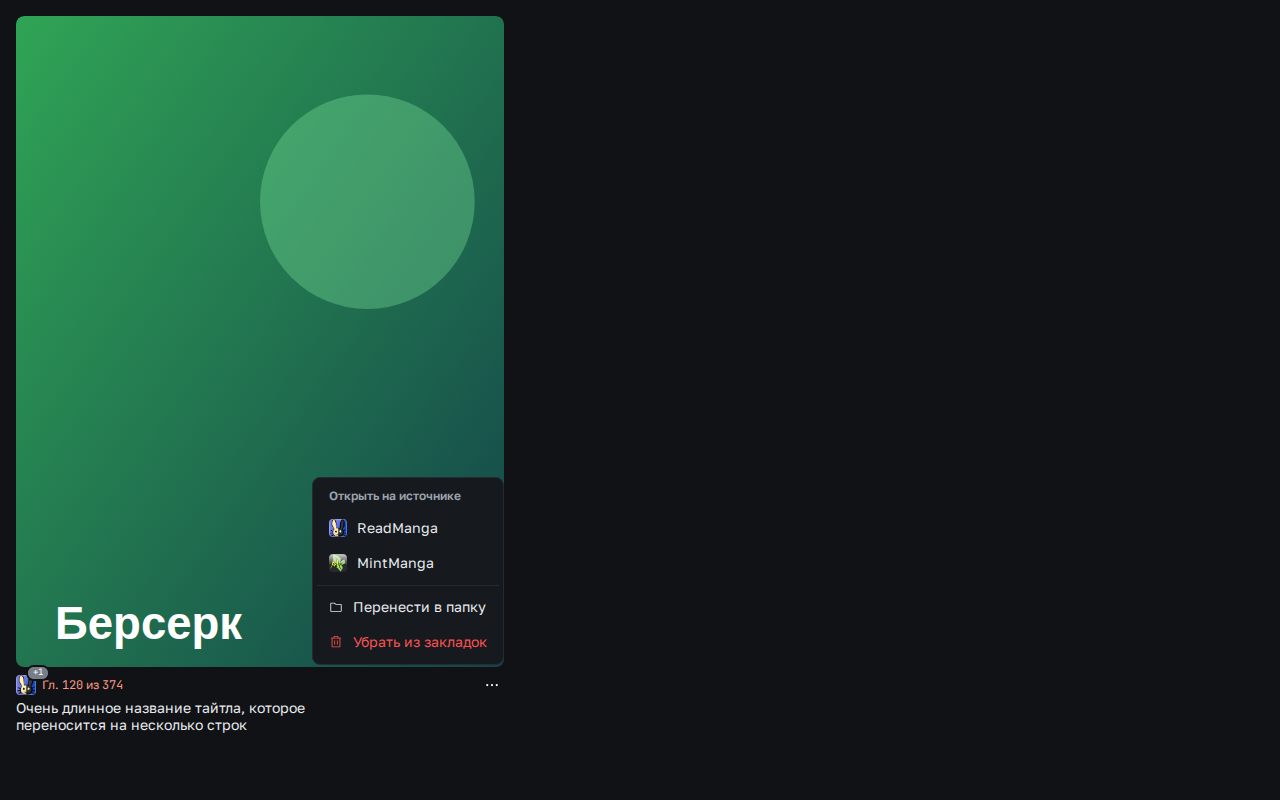 Открыть на источнике
ReadManga
MintManga
Перенести в папку
Убрать из закладок
Берсерк
+1
Гл. 120 из 374
Очень длинное название тайтла, которое
переносится на несколько строк